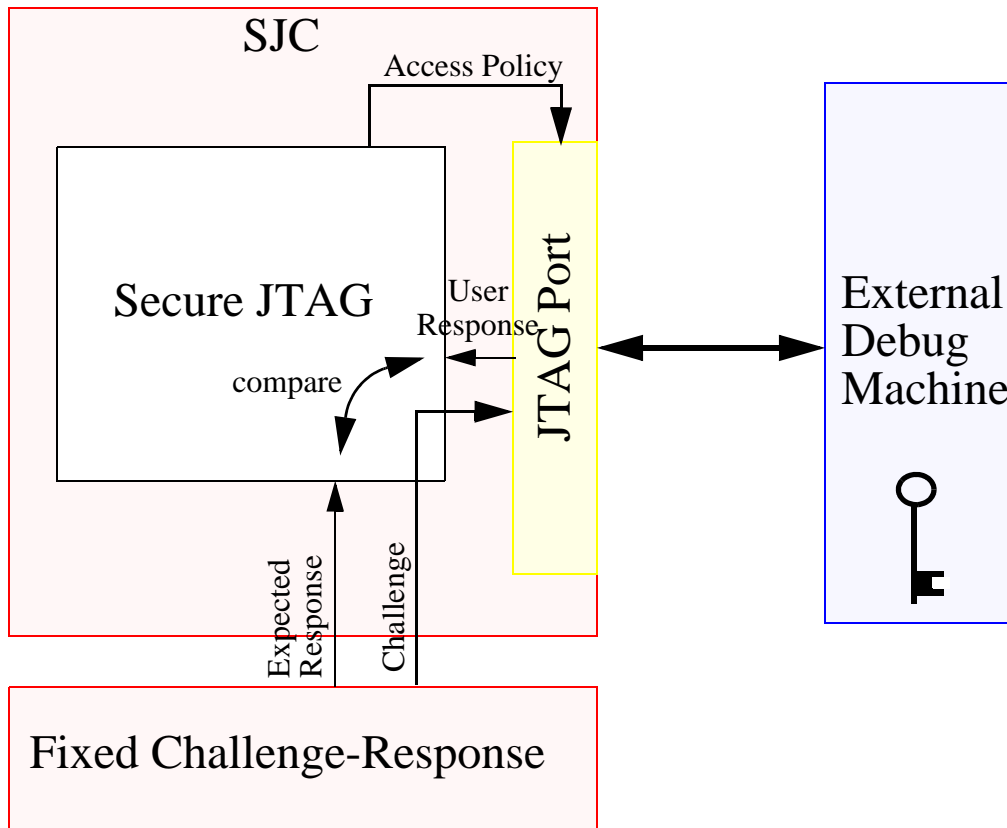 SJC
Access Policy
Secure JTAG
User
Response
compare
JTAG Port
External
Debug
Machine
Expected
Response
Challenge
Fixed Challenge-Response